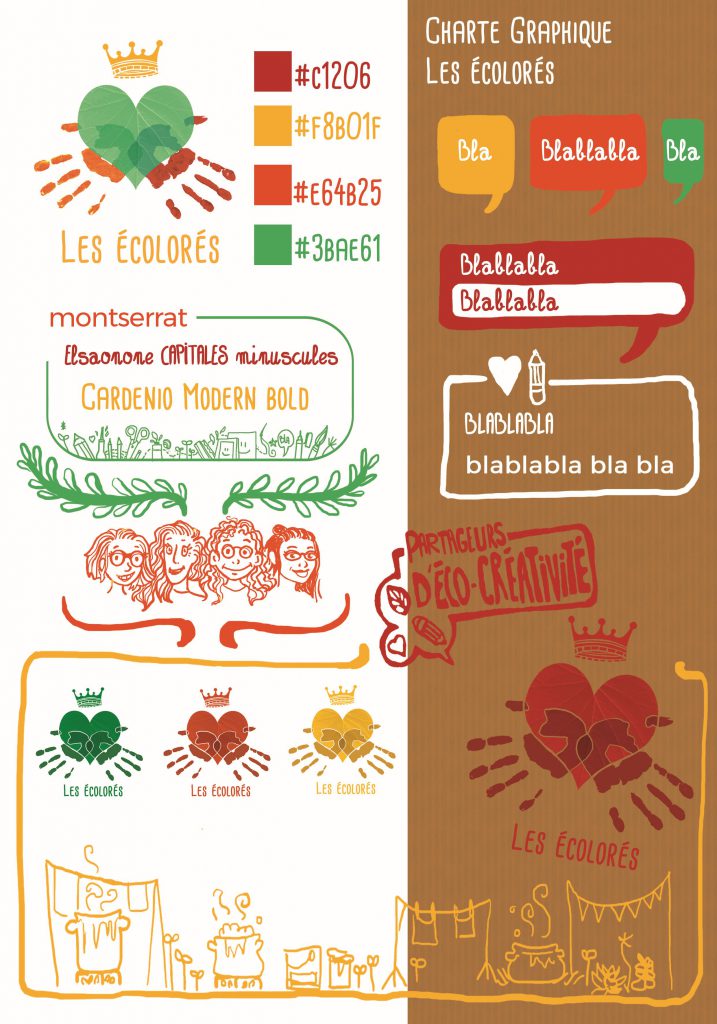 Charte Graphique
Les écolorés
#c1206
#f8b01f
#e64b25
#3bae61
Les écolorés
Bla
Blablabla
Bla
Blablabla
Blablabla
montserrat
Elsaonone CAPITALES minuscules
Cardenio Modern bold
Bla
BLABLABLA
blablabla bla bla
PARTAGEURS
D'ÉCO-CRÉATIVITÉ
Les écolorés
Les écolorés
Les écolorés
Les écolorés